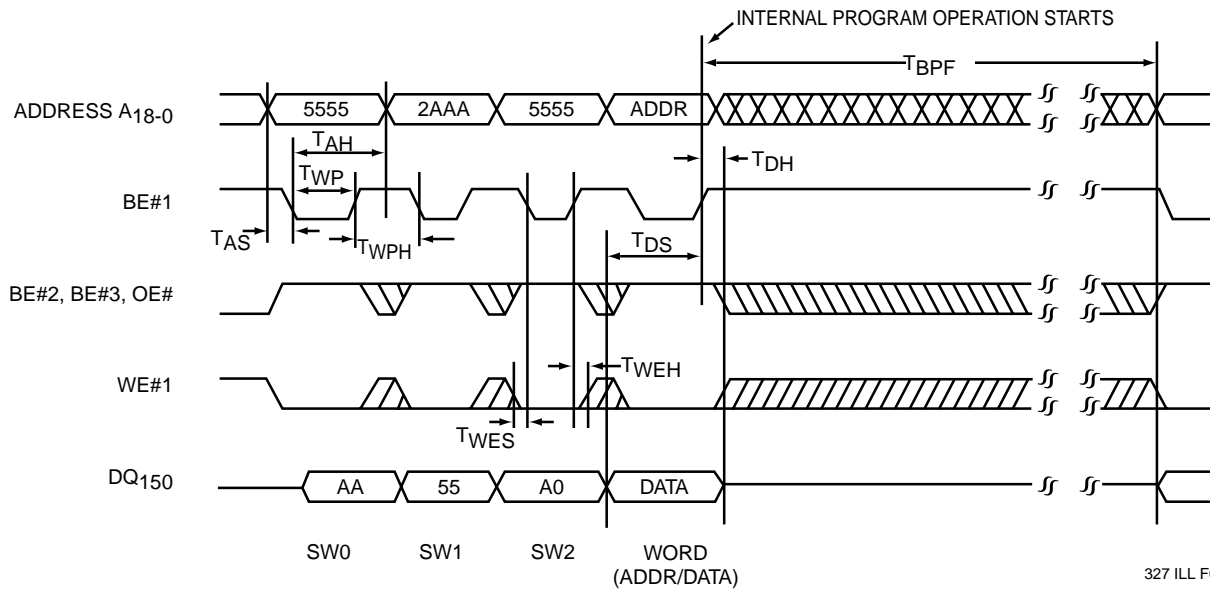 INTERNAL PROGRAM OPERATION STARTS
TBPF
ADDRESS A18-0 5555 2AAA 5555 ADDR
TAH
TDH
TWP
BE#1
TAS TWPH TDS
BE#2, BE#3, OE#
WE#1 TWEH
TWES
DQ150 AA 55 A0 DATA
SW0 SW1 SW2 WORD
(ADDR/DATA)
327 ILL